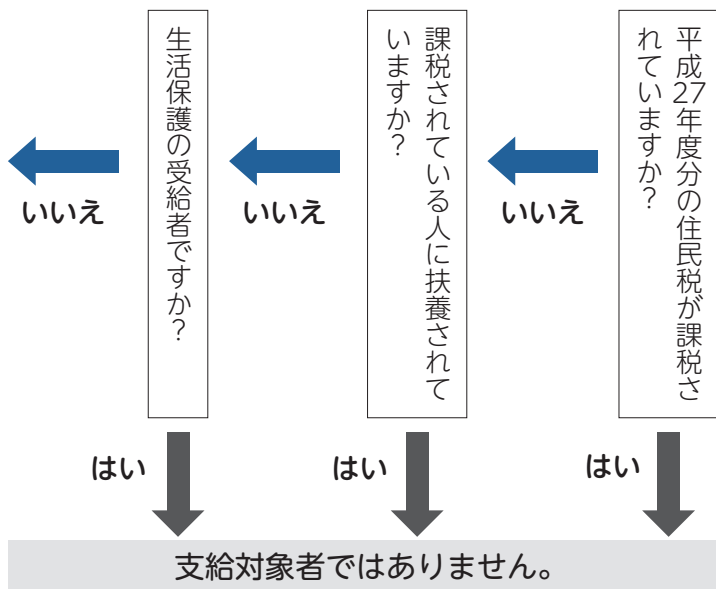 平成27年度分の住民税が課税さ
れていますか？
いいえ
はい
課税されている人に扶養されて
いますか？
いいえ
はい
生活保護の受給者ですか？
いいえ
はい
支給対象者ではありません。